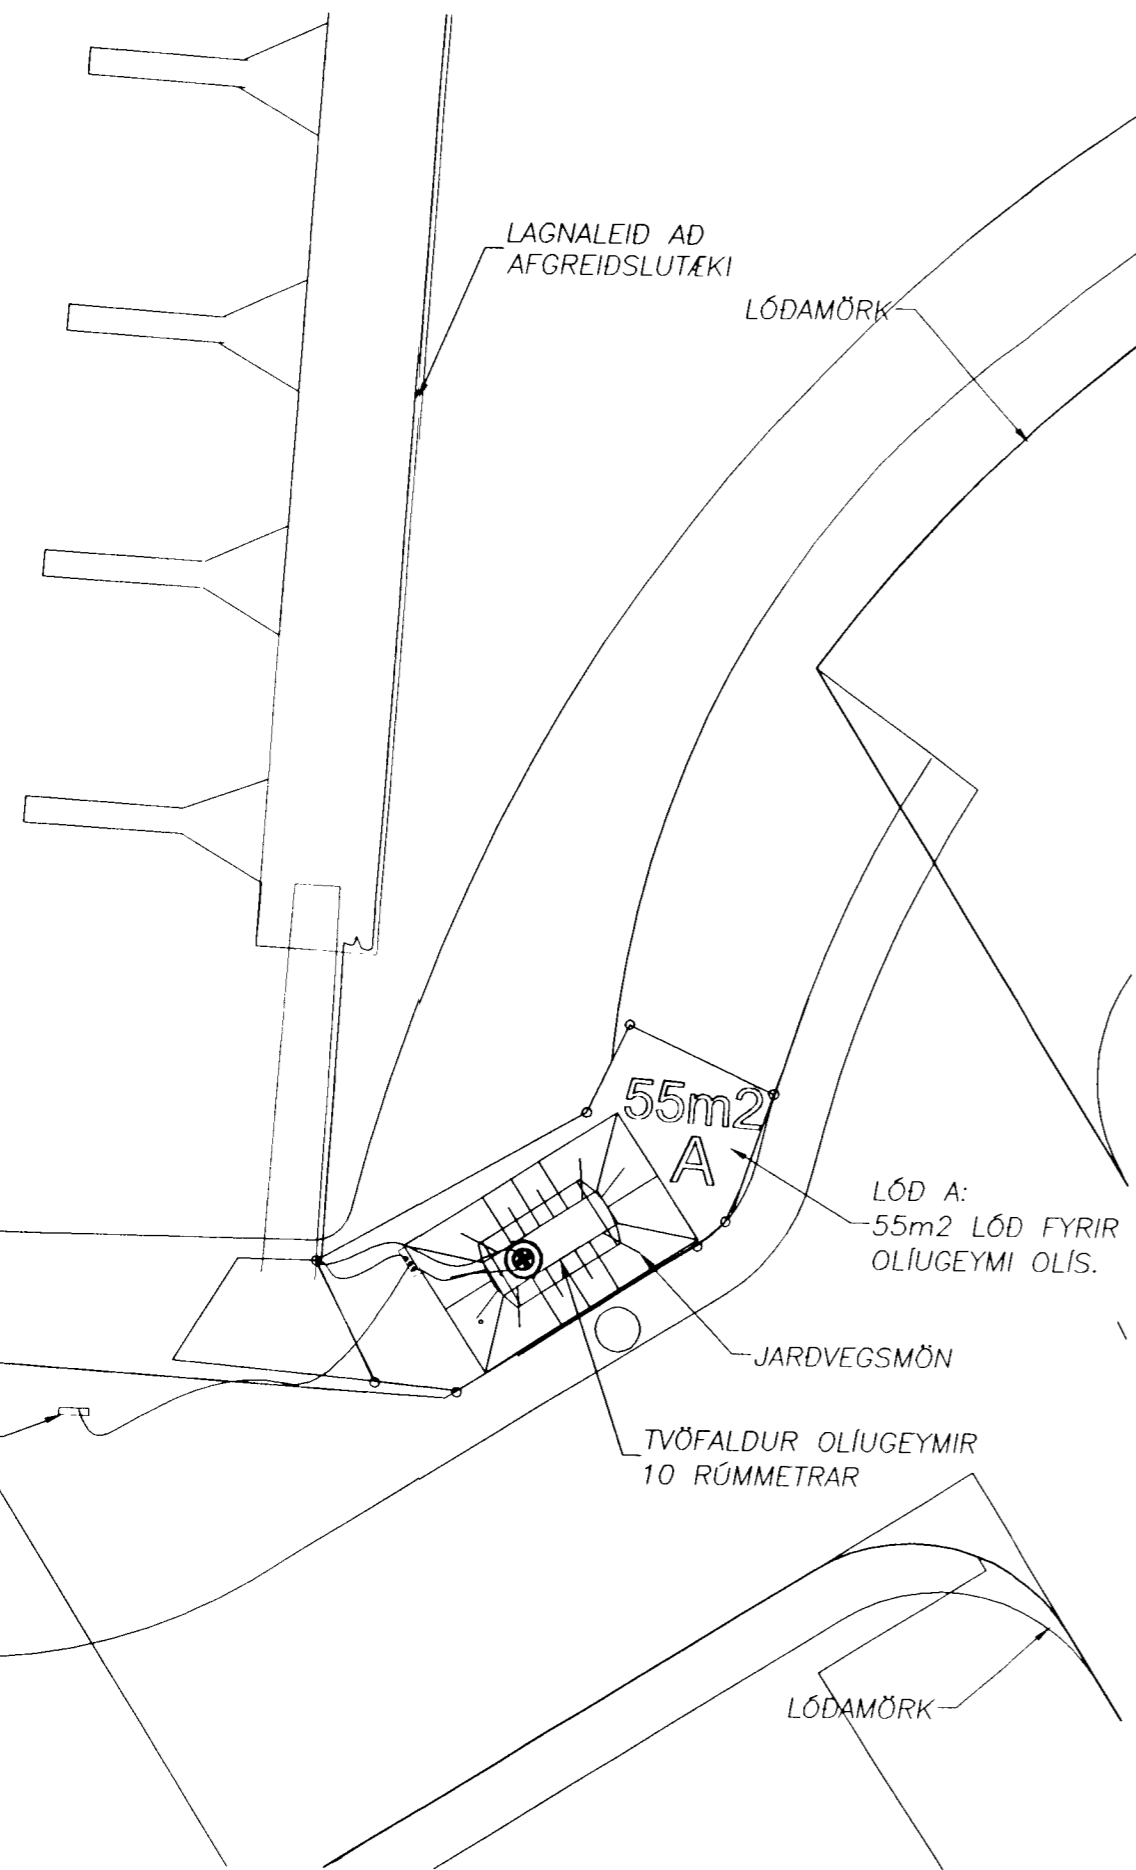 LAGNALEIÐ AÐ
AFGREIÐSLUTÆKI
LÓÐAMÖRK
55m2
A
LÓÐ A:
55m2 LÓÐ FYRIR
OLÍUGEYMI OLÍS.
JARÐVEGSMÖN
TVÖFALDUR OLÍUGEYMIR
10 RÚMMETRAR
LÓÐAMÖRK